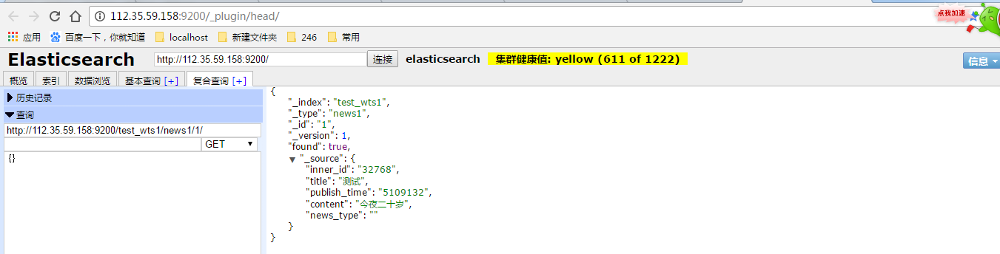 112.35.59.158:9200/_plugin/head/
点我加速
应用 百度一下，你就知道 localhost 新建文件夹 246 常用
Elasticsearch http://112.35.59.158:9200/ 连接 elasticsearch 集群健康值: yellow (611 of 1222) 信息
概览 索引 数据浏览 基本查询 [+] 复合查询 [+]
历史记录
查询
http://112.35.59.158:9200/test_wts1/news1/1/
GET
{}
{
"_index": "test_wts1",
"_type": "news1",
"_id": "1",
"_version": 1,
"found": true,
"_source": {
"inner_id": "32768",
"title": "测试",
"publish_time": "5109132",
"content": "今夜二十岁",
"news_type": ""
}
}